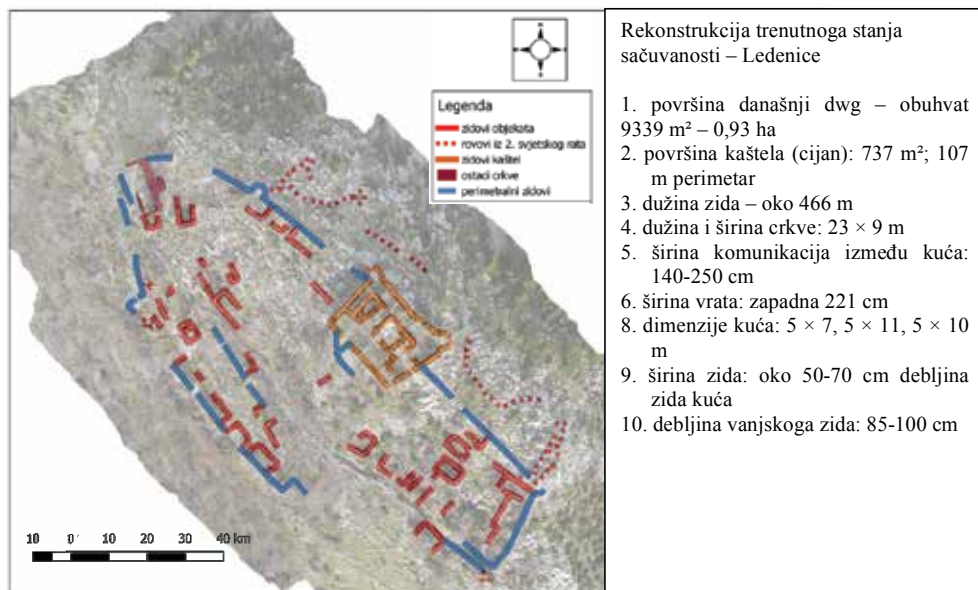 Legenda
zidovi objekata
rovovi iz 2. svjetskog rata
zidovi kaštel
ostaci crkve
perimetralni zidovi
10 0 10 20 30 40 km
Rekonstrukcija trenutnoga stanja
sačuvanosti – Ledenice
1. površina današnji dwg – obuhvat
9339 m² – 0,93 ha
2. površina kaštela (cijan): 737 m²; 107
m perimetar
3. dužina zida – oko 466 m
4. dužina i širina crkve: 23 × 9 m
5. širina komunikacija između kuća:
140-250 cm
6. širina vrata: zapadna 221 cm
8. dimenzije kuća: 5 × 7, 5 × 11, 5 × 10
m
9. širina zida: oko 50-70 cm debljina
zida kuća
10. debljina vanjskoga zida: 85-100 cm